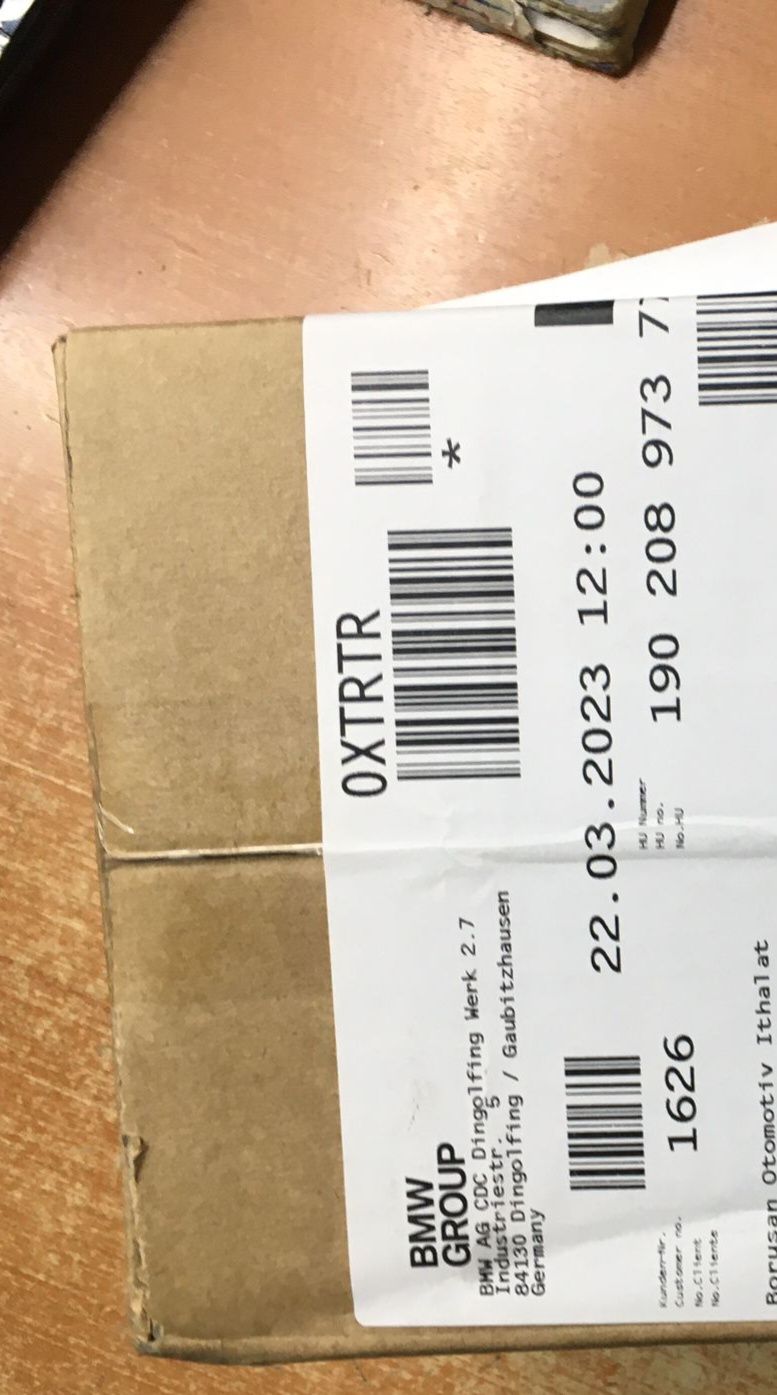 BMW
GROUP
BMW AG CDC Dingolfing Werk 2.7
Industriestr. 5
84130 Dingolfing / Gaubitzhausen
Germany
OXTRTR
*
22.03.2023 12:00
Kunden-Nr.
Customer no.
No.Client
No.Cliente
1626
HU Nummer
HU no.
No.HU
190 208 973 77
Borusan Otomotiv Ithalat